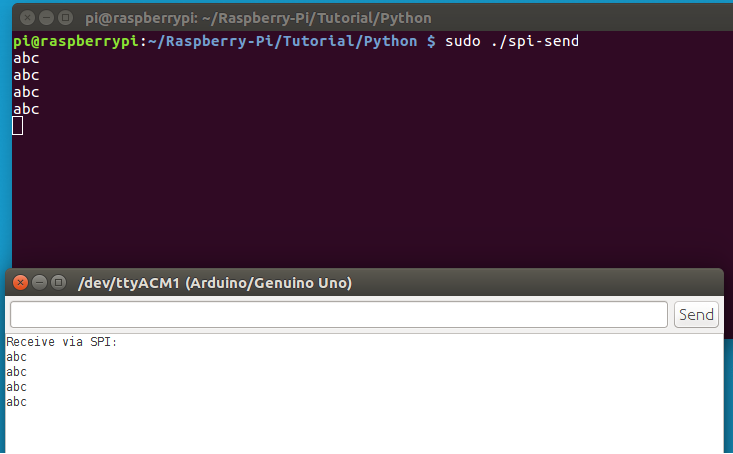 pi@raspberrypi: ~/Raspberry-Pi/Tutorial/Python
pi@raspberrypi:~/Raspberry-Pi/Tutorial/Python $ sudo ./spi-send
abc
abc
abc
abc
/dev/ttyACM1 (Arduino/Genuino Uno)
Send
Receive via SPI:
abc
abc
abc
abc